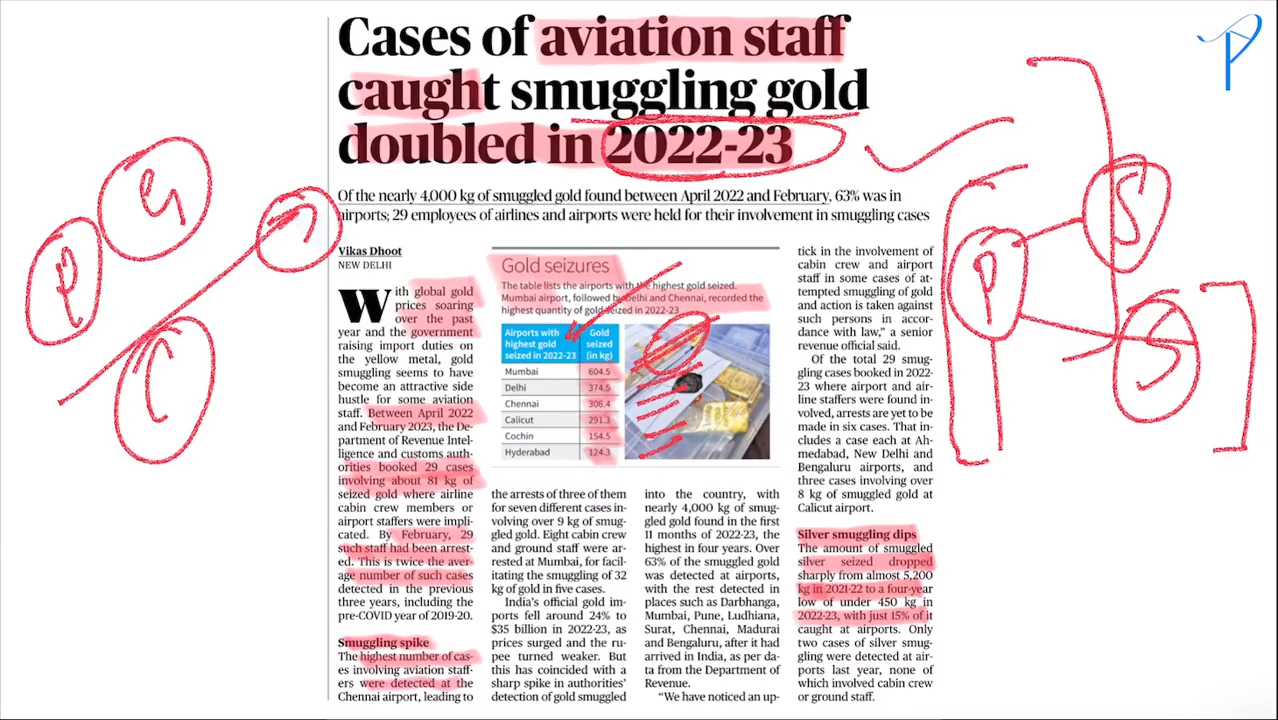 Cases of aviation staff
caught smuggling gold
doubled in 2022-23
Of the nearly 4,000 kg of smuggled gold found between April 2022 and February, 63% was in
airports; 29 employees of airlines and airports were held for their involvement in smuggling cases
Vikas Dhoot
NEW DELHI
With global gold
prices soaring
over the past
year and the government
raising import duties on
the yellow metal, gold
smuggling seems to have
become an attractive side
hustle for some aviation
staff. Between April 2022
and February 2023, the De-
partment of Revenue Intel-
ligence and customs auth-
orities booked 29 cases
involving about 81 kg of
seized gold where airline
cabin crew members or
airport staffers were impli-
cated. By February, 29
such staff had been arrest-
ed. This is twice the aver-
age number of such cases
detected in the previous
three years, including the
pre-COVID year of 2019-20.
Smuggling spike
The highest number of cas-
es involving aviation staff-
ers were detected at the
Chennai airport, leading to
Gold seizures
The table lists the airports with the highest gold seized.
Mumbai airport, followed by Delhi and Chennai, recorded the
highest quantity of gold seized in 2022-23
Airports with highest gold seized in 2022-23 Gold seized (in kg)
Mumbai 604.5
Delhi 374.5
Chennai 306.4
Calicut 291.3
Cochin 154.5
Hyderabad 124.3
the arrests of three of them
for seven different cases in-
volving over 9 kg of smug-
gled gold. Eight cabin crew
and ground staff were ar-
rested at Mumbai, for facil-
itating the smuggling of 32
kg of gold in five cases.
India's official gold im-
ports fell around 24% to
$35 billion in 2022-23, as
prices surged and the ru-
pee turned weaker. But
this has coincided with a
sharp spike in authorities'
detection of gold smuggled
into the country, with
nearly 4,000 kg of smug-
gled gold found in the first
11 months of 2022-23, the
highest in four years. Over
63% of the smuggled gold
was detected at airports,
with the rest detected in
places such as Darbhanga,
Mumbai, Pune, Ludhiana,
Surat, Chennai, Madurai
and Bengaluru, after it had
arrived in India, as per da-
ta from the Department of
Revenue.
"We have noticed an up-
tick in the involvement of
cabin crew and airport
staff in some cases of at-
tempted smuggling of gold
and action is taken against
such persons in accor-
dance with law," a senior
revenue official said.
Of the total 29 smug-
gling cases booked in 2022-
23 where airport and air-
line staffers were found in-
volved, arrests are yet to be
made in six cases. That in-
cludes a case each at Ah-
medabad, New Delhi and
Bengaluru airports, and
three cases involving over
8 kg of smuggled gold at
Calicut airport.
Silver smuggling dips
The amount of smuggled
silver seized dropped
sharply from almost 5,200
kg in 2021-22 to a four-year
low of under 450 kg in
2022-23, with just 15% of it
caught at airports. Only
two cases of silver smug-
gling were detected at air-
ports last year, none of
which involved cabin crew
or ground staff.
P
S
S
P